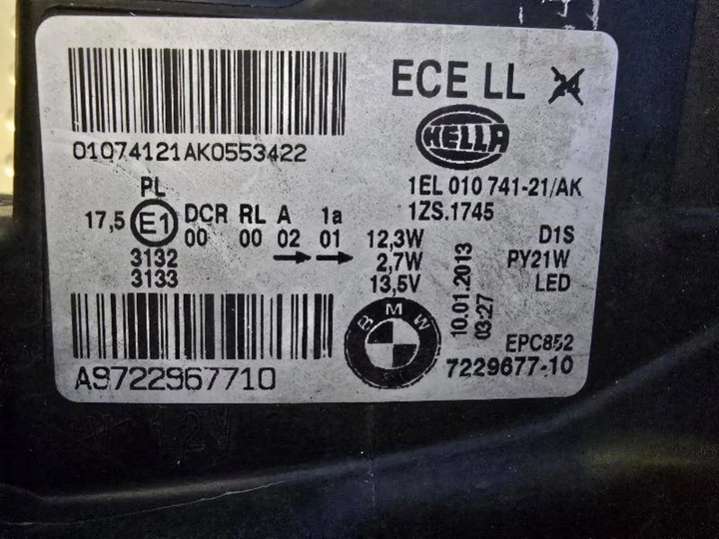 ECE LL 24
01074121AK0553422
HELLA
1EL 010 741-21/AK
1ZS.1745
PL
17,5 E1 DCR RL A 1a
00 00 02 01
3132
3133
12,3W D1S
2,7W PY21W
13,5V LED
10.01.2013
03:27
BMW
EPC852
7229677-10
A9722967710